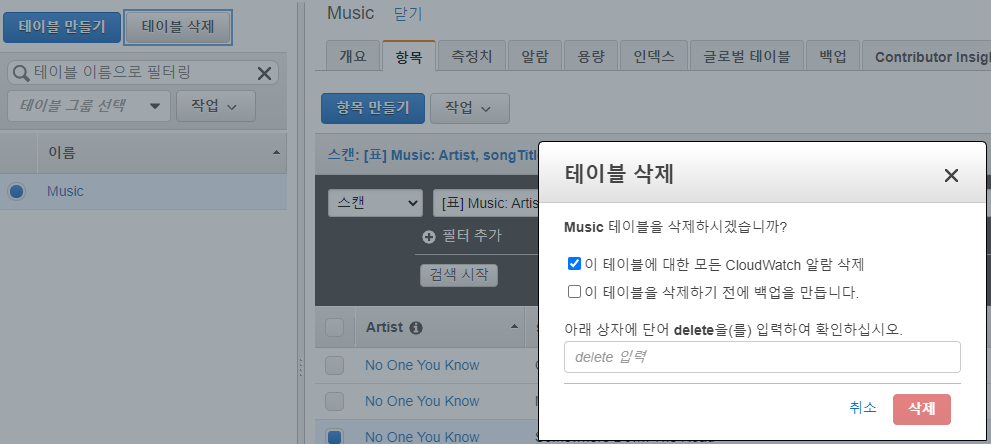 테이블 만들기 테이블 삭제
테이블 이름으로 필터링
테이블 그룹 선택 작업
이름
Music
Music 닫기
개요 항목 측정치 알람 용량 인덱스 글로벌 테이블 백업 Contributor
항목 만들기 작업
스캔: [표] Music: Artist,
스캔 [표] Music:
필터 추가
검색 시작
Artist
No One You Know
No One You Know
No One You Know
테이블 삭제
Music 테이블을 삭제하시겠습니까?
이 테이블에 대한 모든 CloudWatch 알람 삭제
이 테이블을 삭제하기 전에 백업을 만듭니다.
아래 상자에 단어 delete을(를) 입력하여 확인하십시오.
delete 입력
취소 삭제